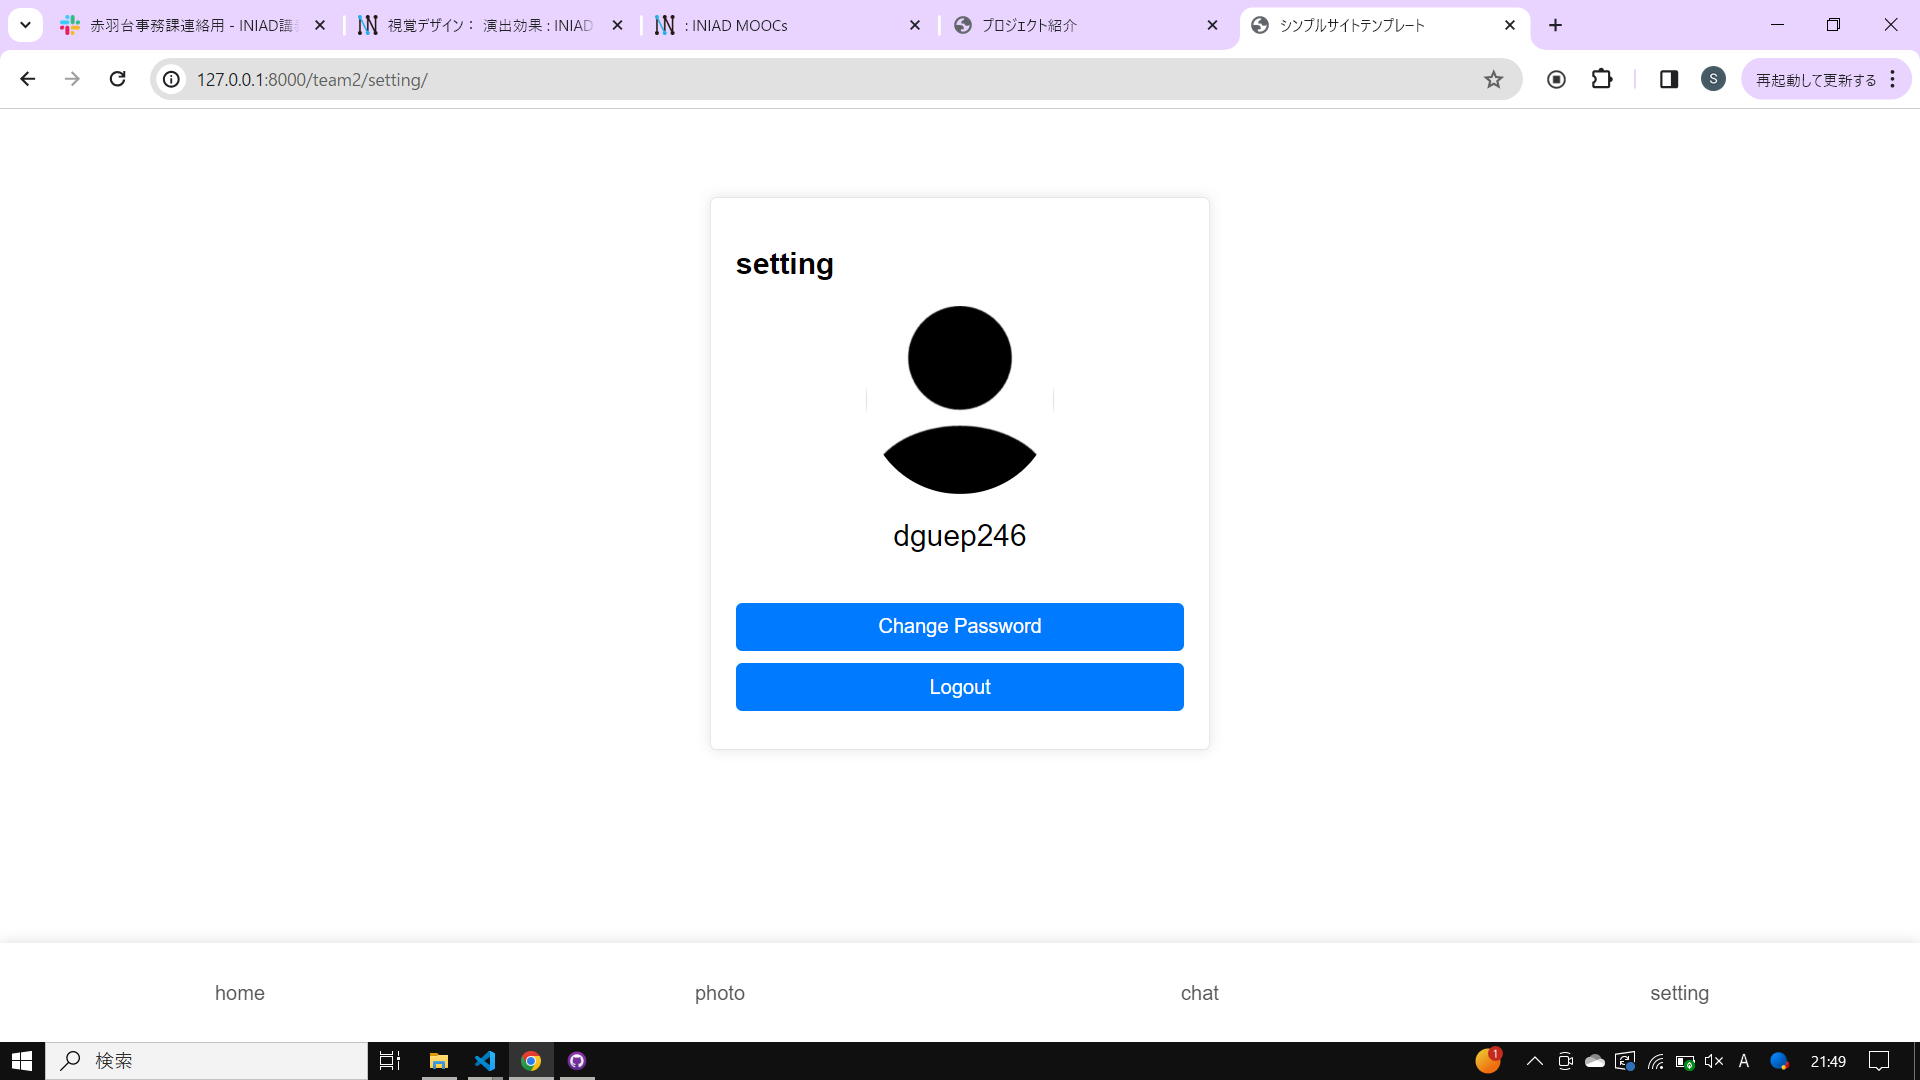 赤羽台事務課連絡用 - INIAD講義
視覚デザイン： 演出効果 : INIAD
: INIAD MOOCs
プロジェクト紹介
シンプルサイトテンプレート
127.0.0.1:8000/team2/setting/
S
再起動して更新する
setting
dguep246
Change Password
Logout
home
photo
chat
setting
検索
1
A
21:49